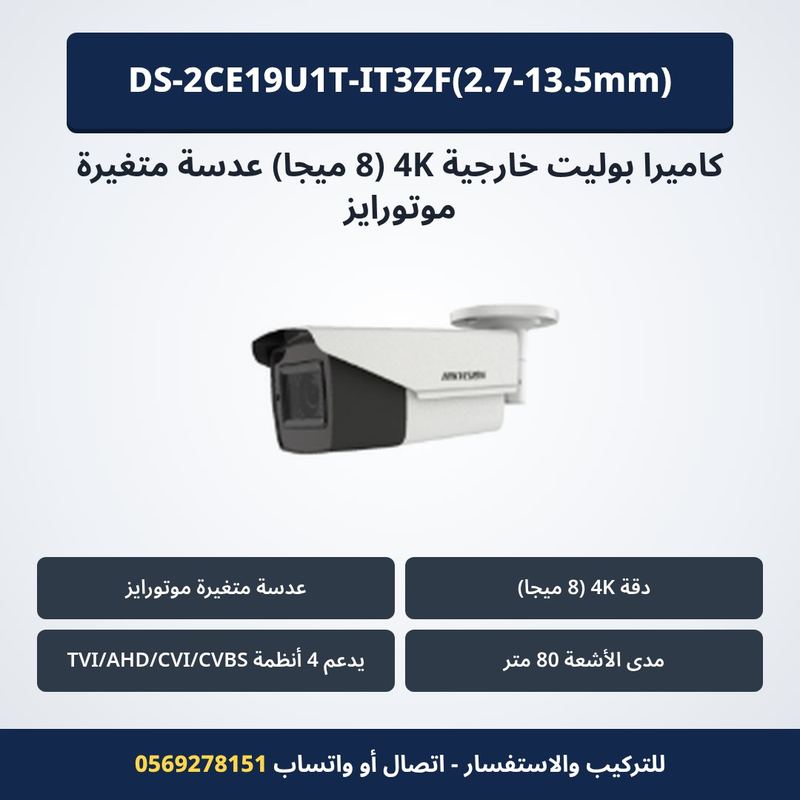 DS-2CE19U1T-IT3ZF(2.7-13.5mm)
كاميرا بوليت خارجية 4K (8 ميجا) عدسة متغيرة
موتورايز
HIKVISION
دقة 4K (8 ميجا)
عدسة متغيرة موتورايز
مدى الأشعة 80 متر
يدعم 4 أنظمة TVI/AHD/CVI/CVBS
للتركيب والاستفسار - اتصال أو واتساب 0569278151